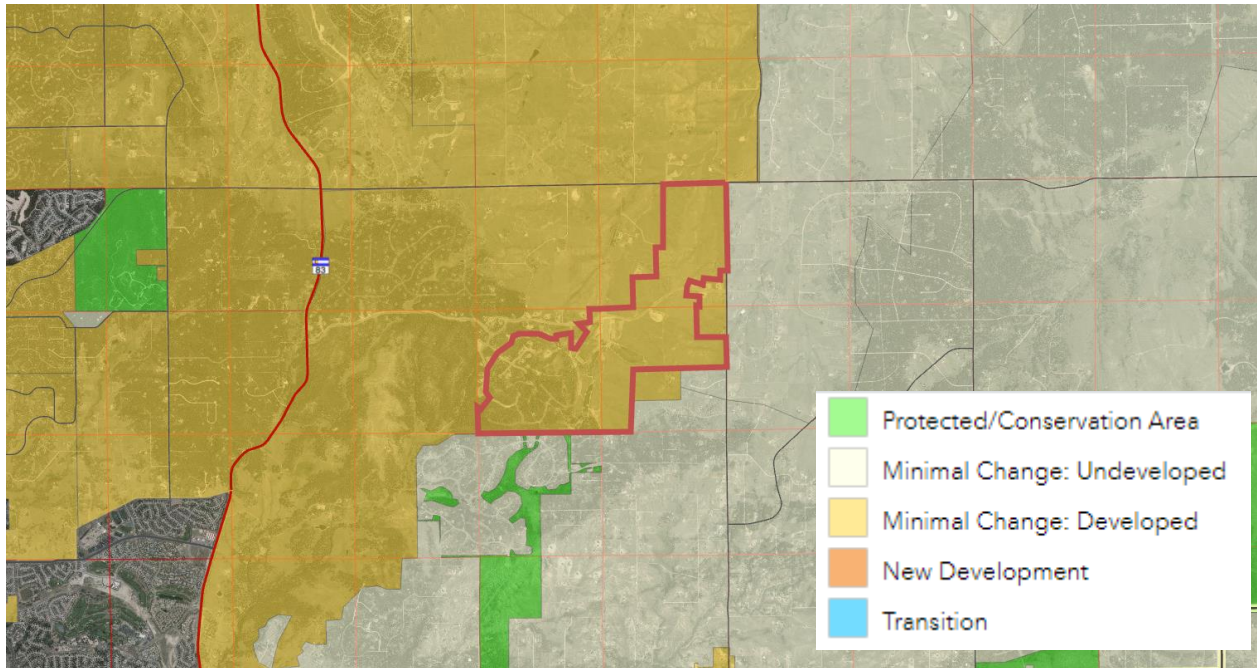 83
Protected/Conservation Area
Minimal Change: Undeveloped
Minimal Change: Developed
New Development
Transition